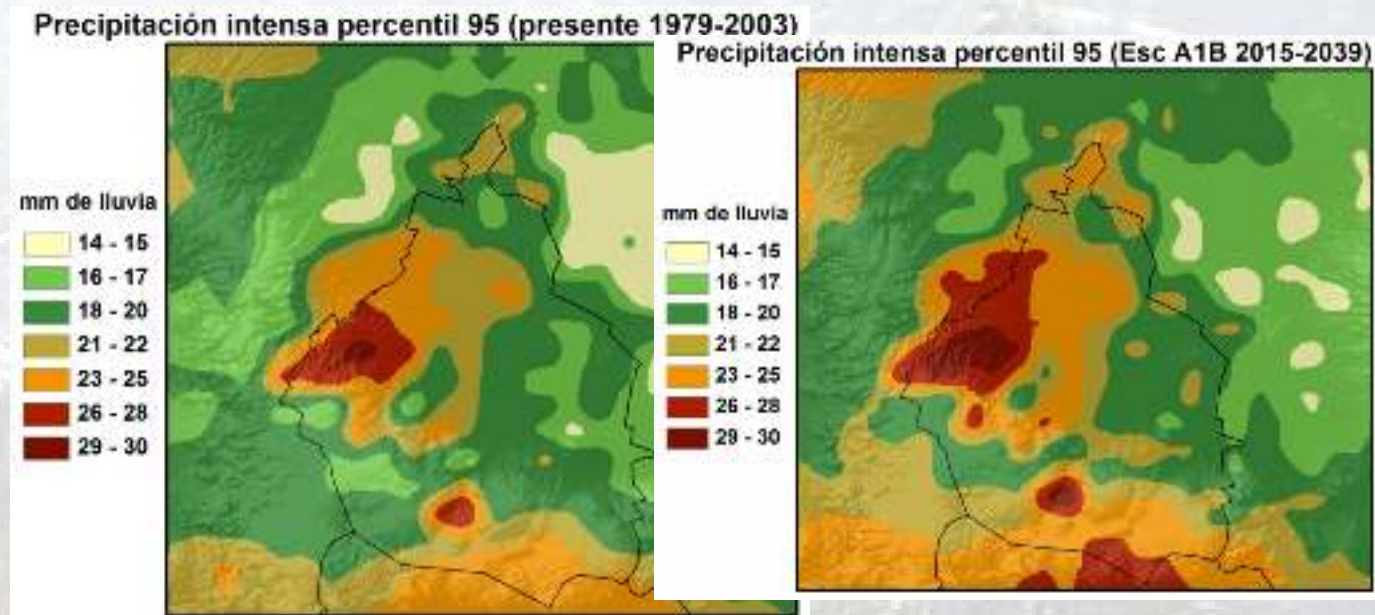 Precipitación intensa percentil 95 (presente 1979-2003)
mm de lluvia
14 - 15
16 - 17
18 - 20
21 - 22
23 - 25
26 - 28
29 - 30
Precipitación intensa percentil 95 (Esc A1B 2015-2039)
mm de lluvia
14 - 15
16 - 17
18 - 20
21 - 22
23 - 25
26 - 28
29 - 30